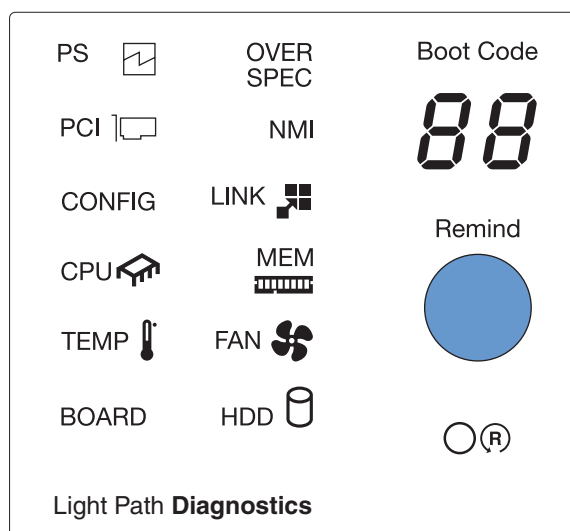 PS
OVER
SPEC
Boot Code
PCI
NMI
88
CONFIG
LINK
Remind
CPU
MEM
TEMP
FAN
BOARD
HDD
R
Light Path Diagnostics